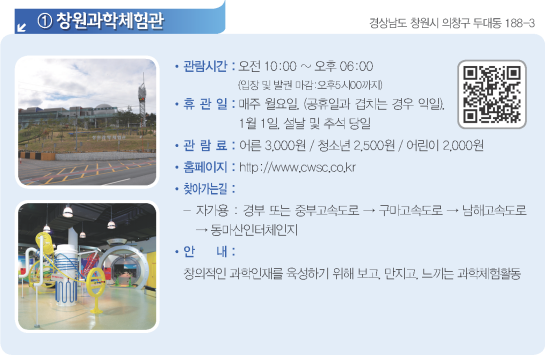 ① 창원과학체험관
경상남도 창원시 의창구 두대동 188-3
• 관람시간 : 오전 10:00 ~ 오후 06:00
(입장 및 발권 마감:오후5시00까지)
• 휴 관 일 : 매주 월요일, (공휴일과 겹치는 경우 익일),
1월 1일, 설날 및 추석 당일
• 관 람 료 : 어른 3,000원 / 청소년 2,500원 / 어린이 2,000원
• 홈페이지 : http://www.cwsc.co.kr
• 찾아가는길 :
- 자가용 : 경부 또는 중부고속도로 → 구마고속도로 → 남해고속도로
→ 동마산인터체인지
• 안 내 :
창의적인 과학인재를 육성하기 위해 보고, 만지고, 느끼는 과학체험활동